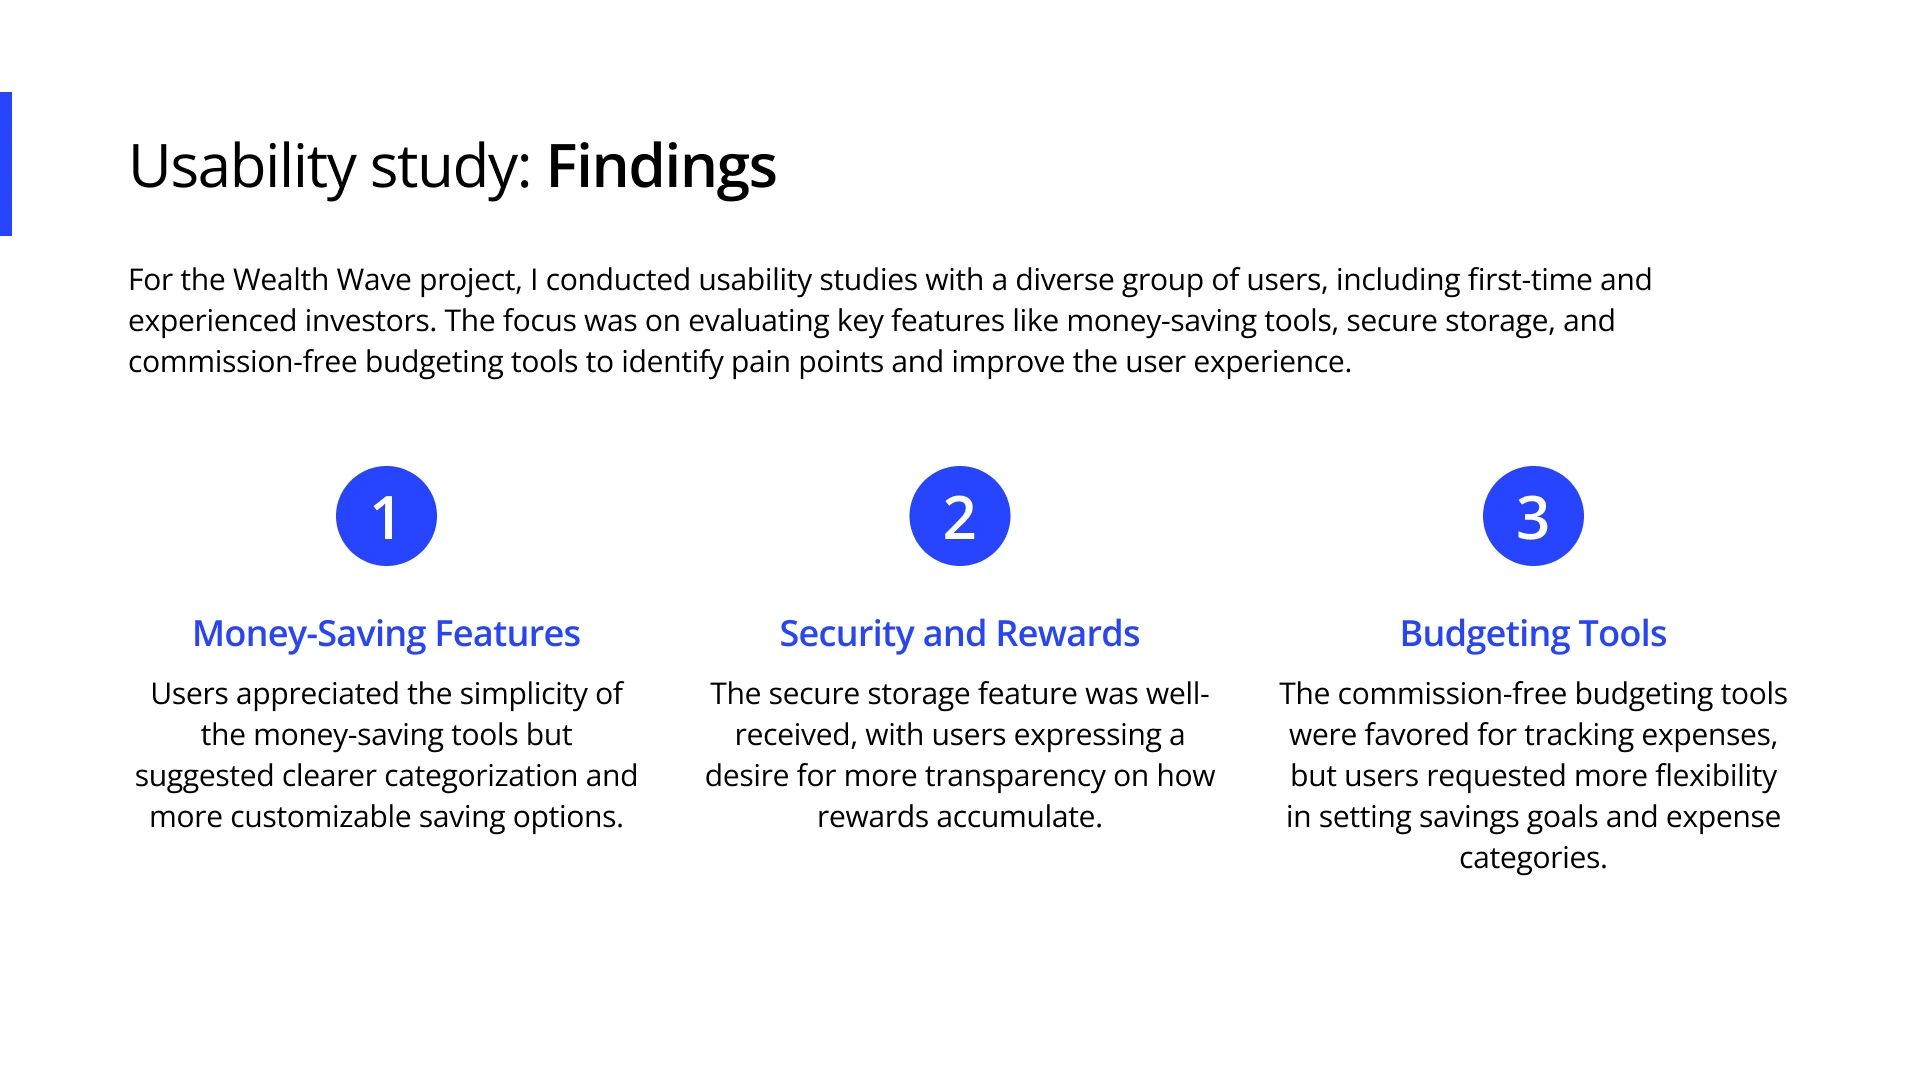 Usability study: Findings
For the Wealth Wave project, I conducted usability studies with a diverse group of users, including first-time and
experienced investors. The focus was on evaluating key features like money-saving tools, secure storage, and
commission-free budgeting tools to identify pain points and improve the user experience.
1
Money-Saving Features
Users appreciated the simplicity of
the money-saving tools but
suggested clearer categorization and
more customizable saving options.
2
Security and Rewards
The secure storage feature was well-
received, with users expressing a
desire for more transparency on how
rewards accumulate.
3
Budgeting Tools
The commission-free budgeting tools
were favored for tracking expenses,
but users requested more flexibility
in setting savings goals and expense
categories.